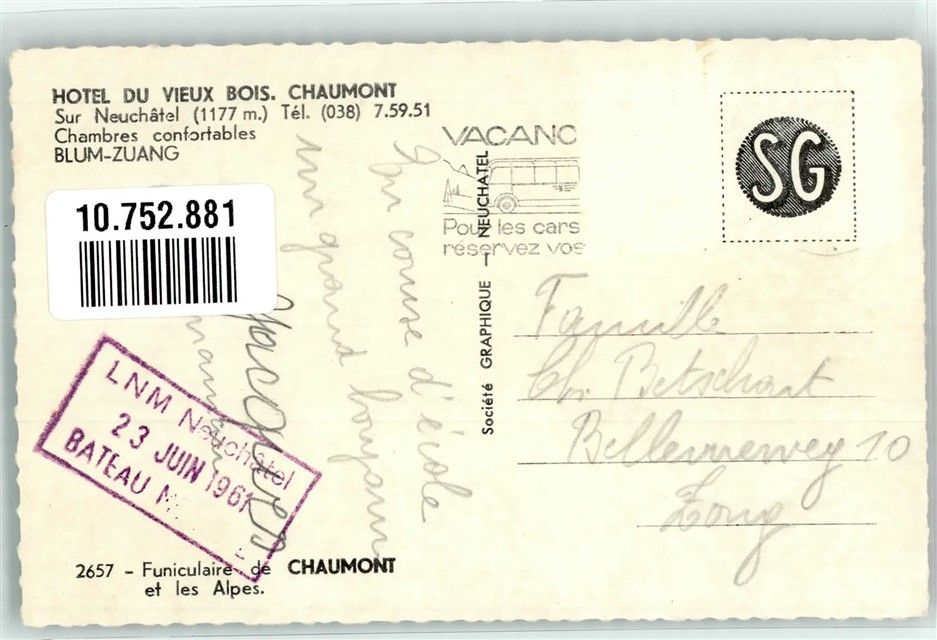 HOTEL DU VIEUX BOIS. CHAUMONT
Sur Neuchâtel (1177 m.) Tél. (038) 7.59.51
Chambres confortables
BLUM-ZUANG
10.752.881
VACANC
Pour les cars
réservez vos
SG
Société GRAPHIQUE — NEUCHATEL
En course d'école
un grand bonjour
Famille
Chr. Betschart
Bellevueweg 10
Zoug
LNM Neuchâtel
23 JUIN 1961
BATEAU M
2657 - Funiculaire de CHAUMONT
et les Alpes.